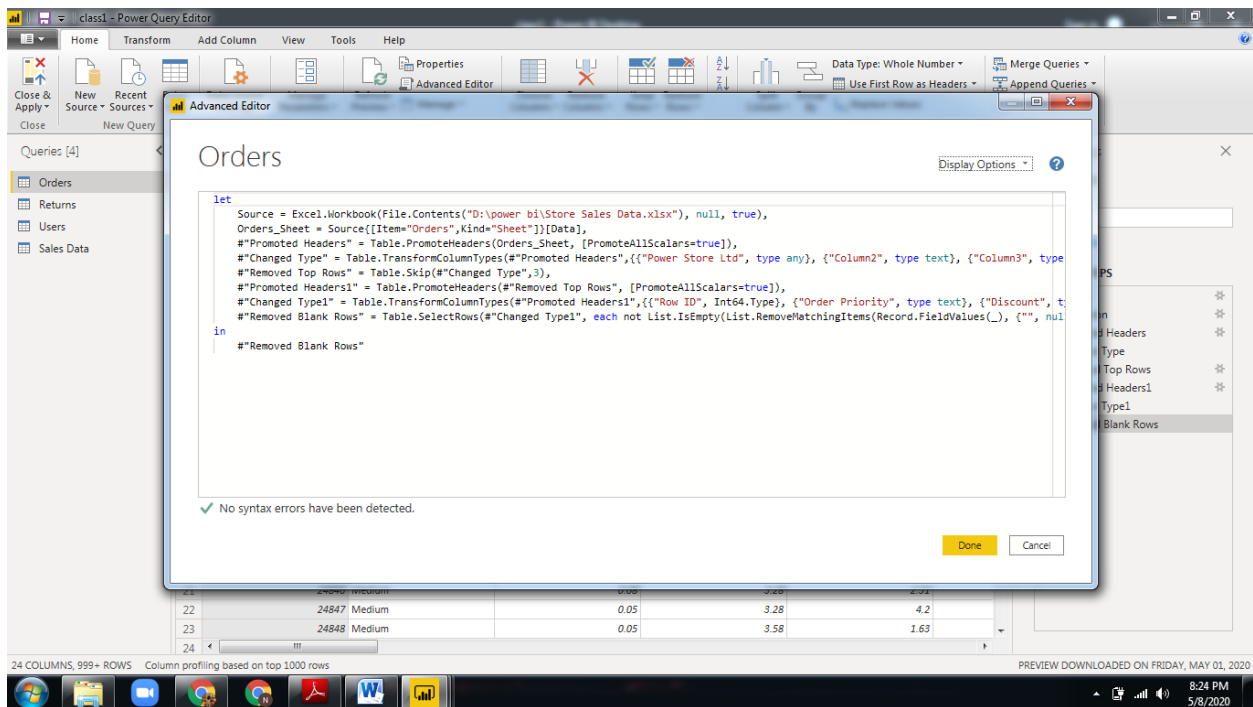 class1 - Power Query Editor
Home Transform Add Column View Tools Help
Close & Apply
New Source
Recent Sources
Properties
Advanced Editor
Data Type: Whole Number
Use First Row as Headers
Merge Queries
Append Queries
Close
New Query
Queries [4]
Orders
Returns
Users
Sales Data
Advanced Editor
Orders
Display Options
let
Source = Excel.Workbook(File.Contents("D:\power bi\Store Sales Data.xlsx"), null, true),
Orders_Sheet = Source{[Item="Orders",Kind="Sheet"]}[Data],
#"Promoted Headers" = Table.PromoteHeaders(Orders_Sheet, [PromoteAllScalars=true]),
#"Changed Type" = Table.TransformColumnTypes(#"Promoted Headers",{{"Power Store Ltd", type any}, {"Column2", type text}, {"Column3", type
#"Removed Top Rows" = Table.Skip(#"Changed Type",3),
#"Promoted Headers1" = Table.PromoteHeaders(#"Removed Top Rows", [PromoteAllScalars=true]),
#"Changed Type1" = Table.TransformColumnTypes(#"Promoted Headers1",{{"Row ID", Int64.Type}, {"Order Priority", type text}, {"Discount", t
#"Removed Blank Rows" = Table.SelectRows(#"Changed Type1", each not List.IsEmpty(List.RemoveMatchingItems(Record.FieldValues(_), {"", nul
in
#"Removed Blank Rows"
No syntax errors have been detected.
Done Cancel
PS
n
d Headers
Type
Top Rows
d Headers1
Type1
Blank Rows
22 24847 Medium 0.05 3.28 4.2
23 24848 Medium 0.05 3.58 1.63
24
24 COLUMNS, 999+ ROWS Column profiling based on top 1000 rows
PREVIEW DOWNLOADED ON FRIDAY, MAY 01, 2020
8:24 PM
5/8/2020